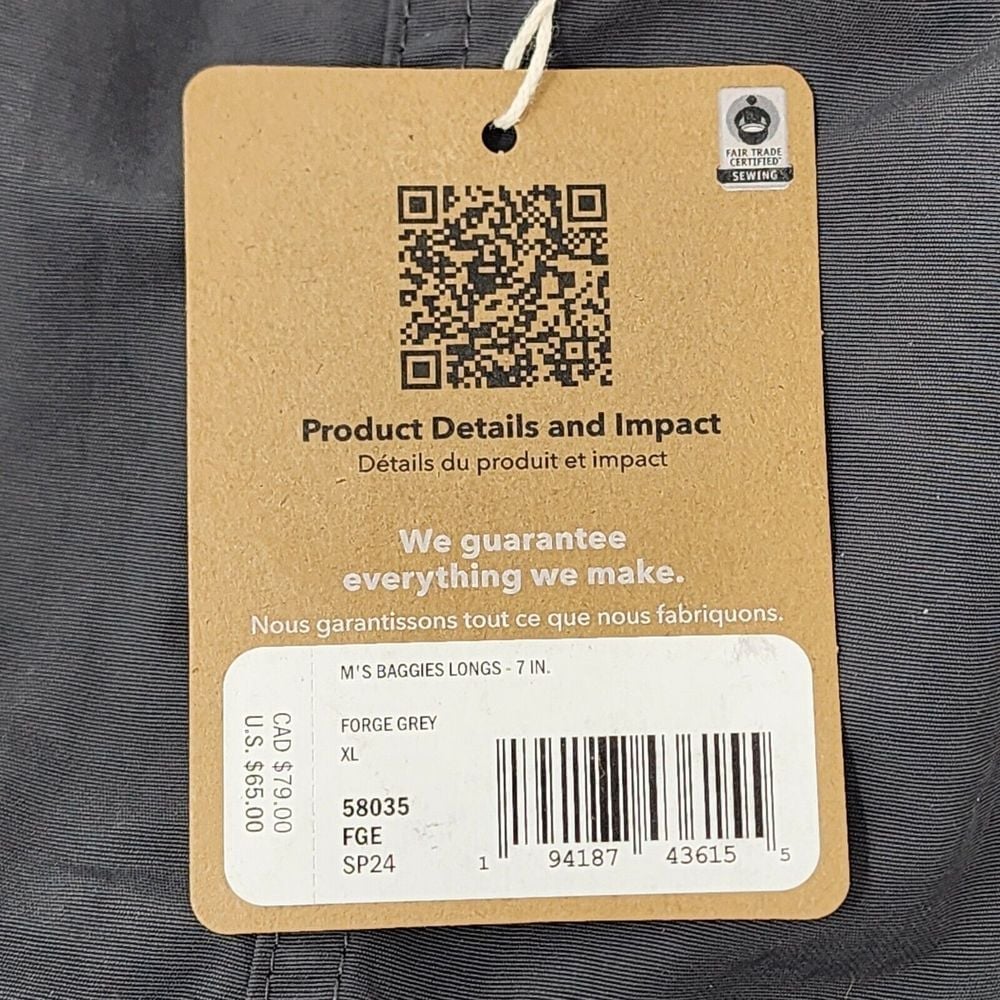 FAIR TRADE
CERTIFIED™
SEWING
Product Details and Impact
Détails du produit et impact
We guarantee
everything we make.
Nous garantissons tout ce que nous fabriquons.
M'S BAGGIES LONGS - 7 IN.
FORGE GREY
XL
58035
FGE
SP24
CAD $79.00
U.S. $65.00
1 94187 43615 5